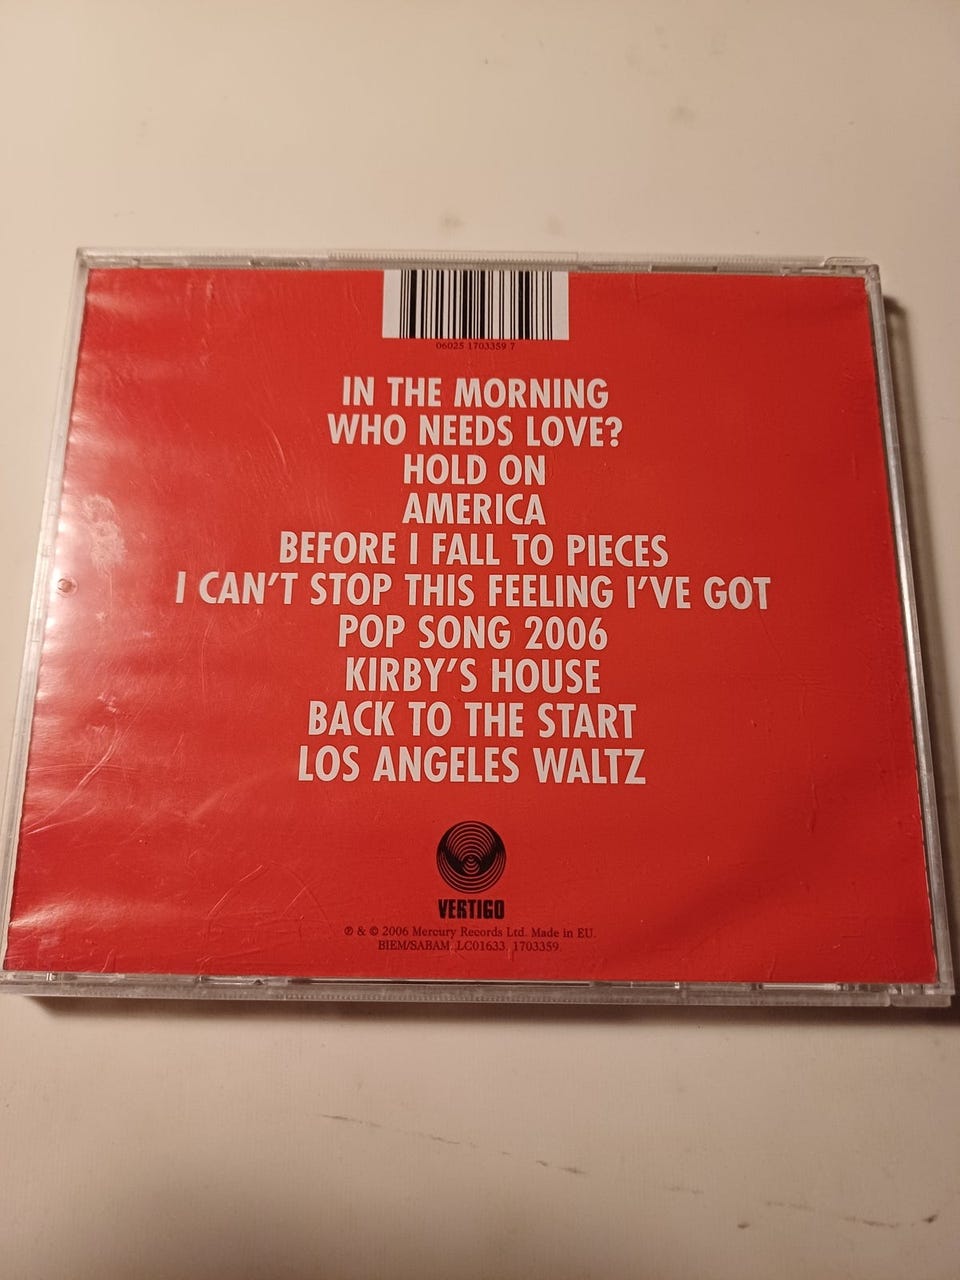 06025 1703359 7
IN THE MORNING
WHO NEEDS LOVE?
HOLD ON
AMERICA
BEFORE I FALL TO PIECES
I CAN'T STOP THIS FEELING I'VE GOT
POP SONG 2006
KIRBY'S HOUSE
BACK TO THE START
LOS ANGELES WALTZ
VERTIGO
℗ & © 2006 Mercury Records Ltd. Made in EU.
BIEM/SABAM. LC01633. 1703359.